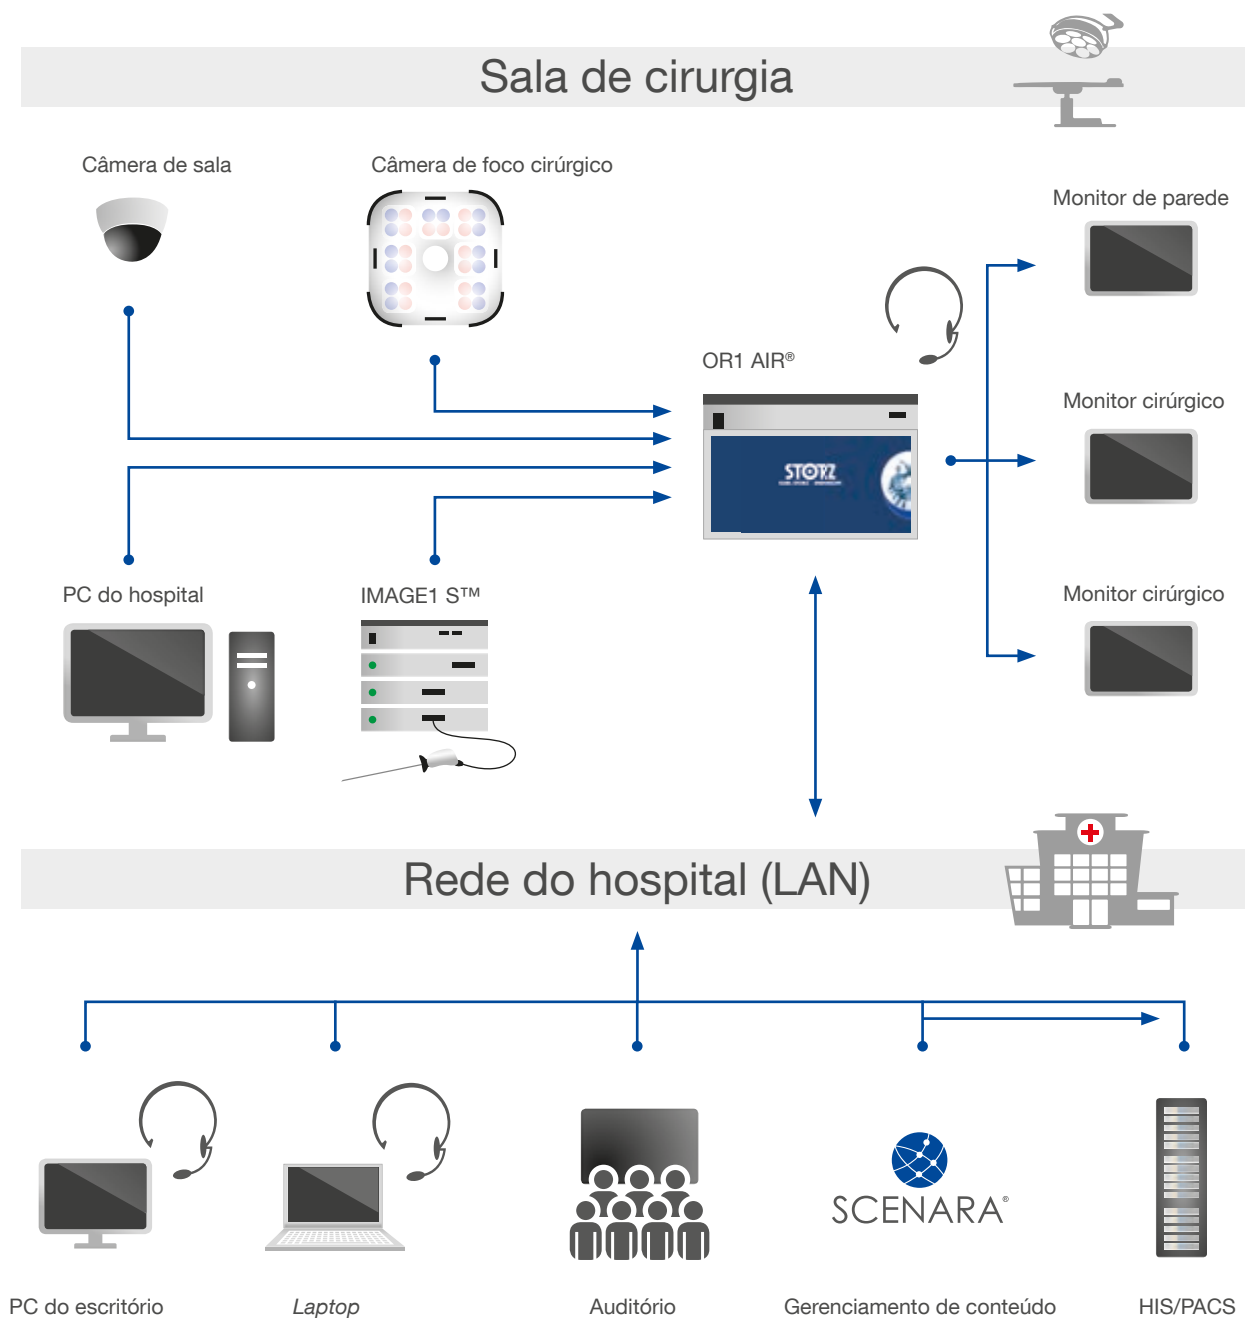 Sala de cirurgia
Câmera de sala
Câmera de foco cirúrgico
Monitor de parede
OR1 AIR®
STORZ
Monitor cirúrgico
PC do hospital
IMAGE1 S™
Monitor cirúrgico
Rede do hospital (LAN)
SCENARA®
PC do escritório
Laptop
Auditório
Gerenciamento de conteúdo
HIS/PACS